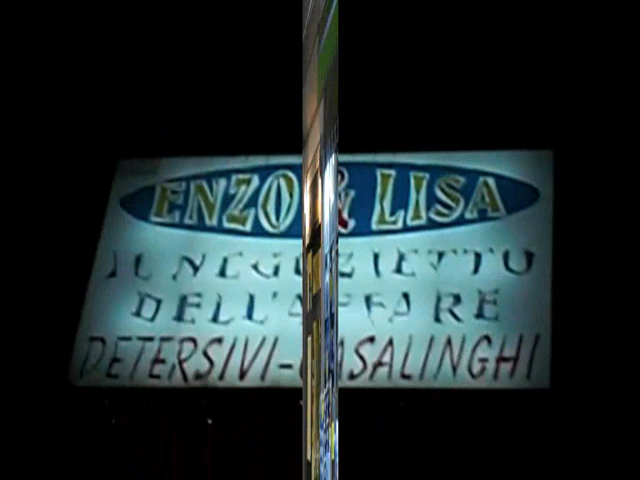 ENZO & LISA
IL NEGOZIETTO
DELL'AFFARE
DETERSIVI-CASALINGHI